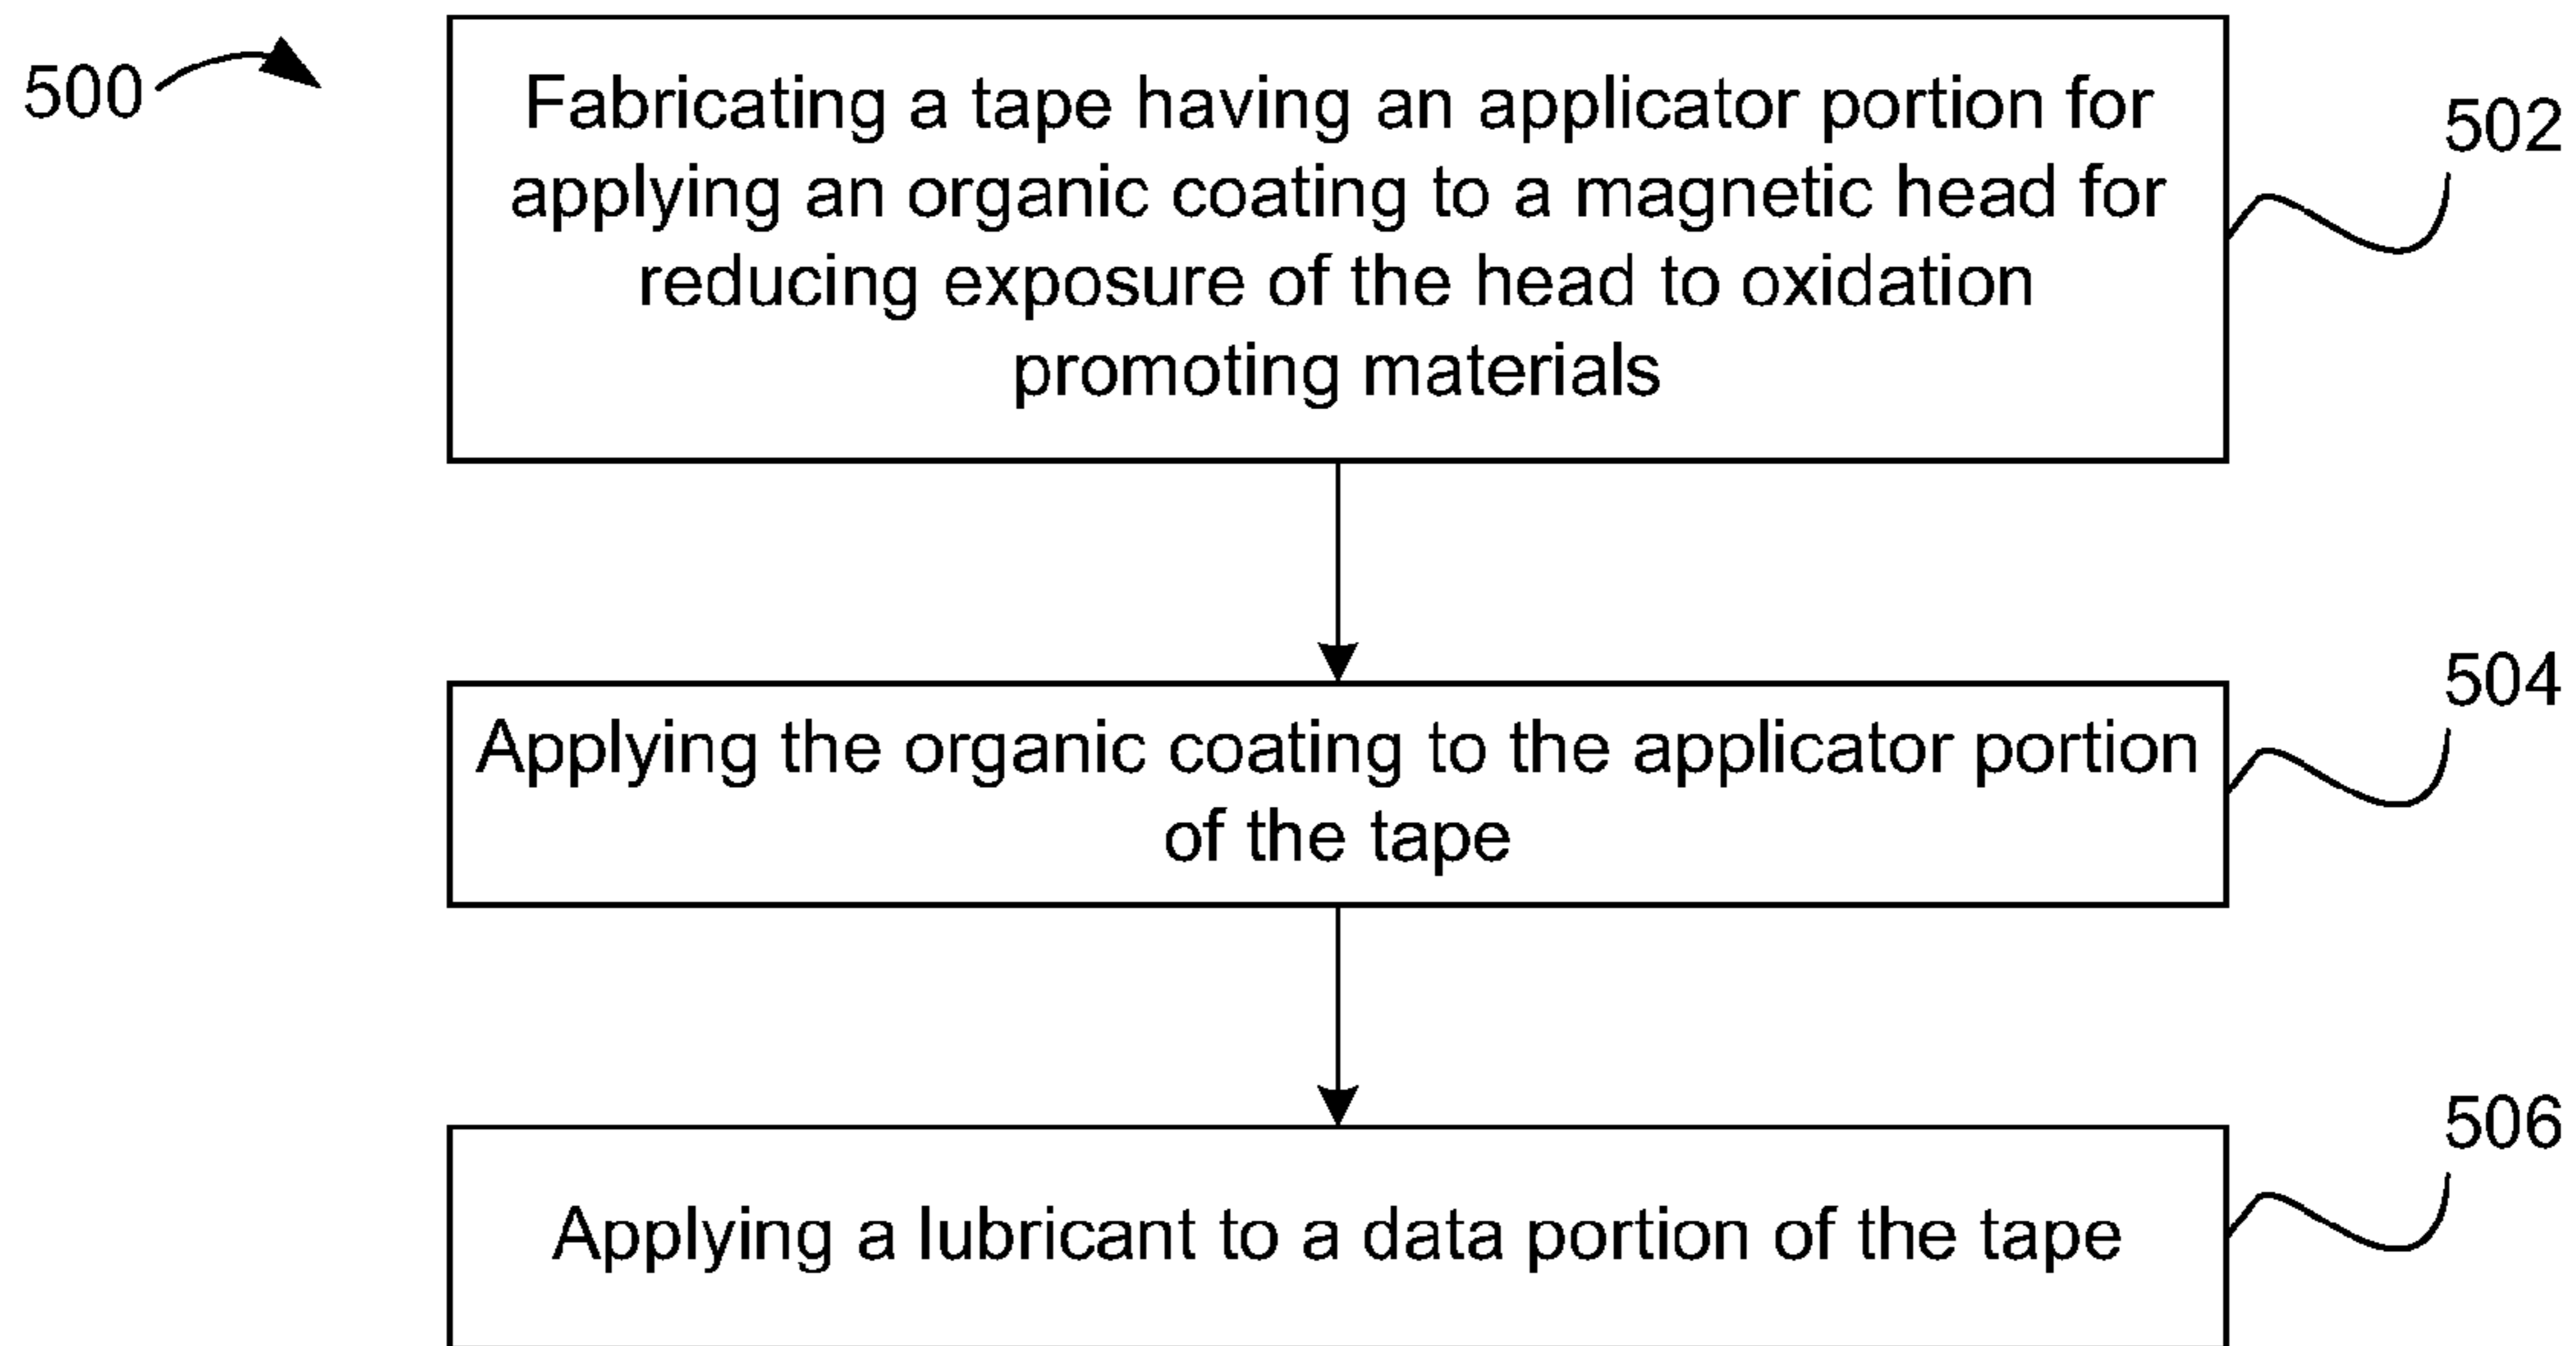 500
Fabricating a tape having an applicator portion for
applying an organic coating to a magnetic head for
reducing exposure of the head to oxidation
promoting materials
502
Applying the organic coating to the applicator portion
of the tape
504
Applying a lubricant to a data portion of the tape
506